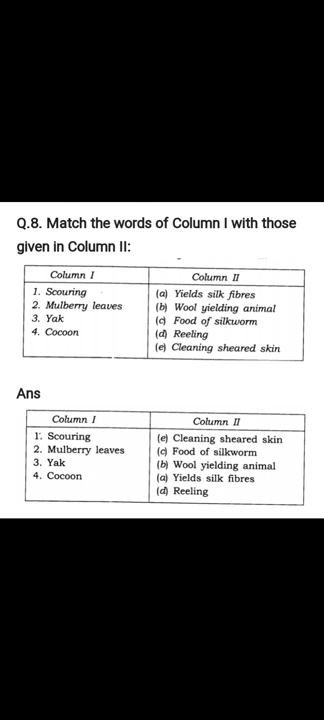 Q.8. Match the words of Column I with those
given in Column II:
Column I Column II
1. Scouring (a) Yields silk fibres
2. Mulberry leaves (b) Wool yielding animal
3. Yak (c) Food of silkworm
4. Cocoon (d) Reeling
(e) Cleaning sheared skin
Ans
Column I Column II
1. Scouring (e) Cleaning sheared skin
2. Mulberry leaves (c) Food of silkworm
3. Yak (b) Wool yielding animal
4. Cocoon (a) Yields silk fibres
(d) Reeling